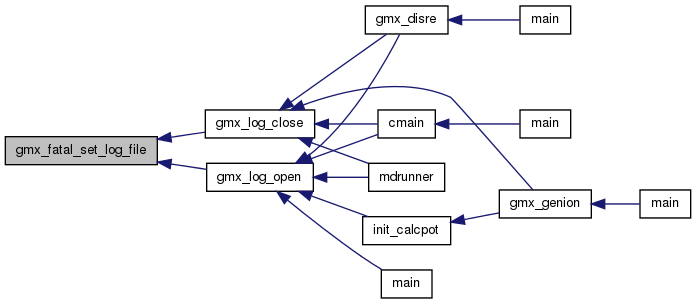 gmx_disre
main
gmx_log_close
cmain
main
gmx_fatal_set_log_file
gmx_log_open
mdrunner
gmx_genion
main
init_calcpot
main